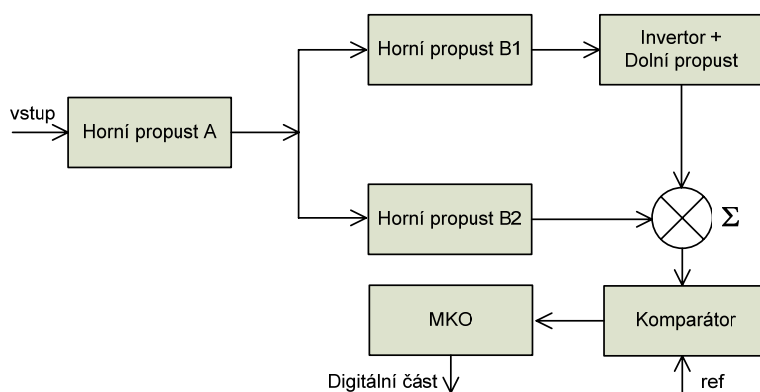 Horní propust B1
Invertor +
Dolní propust
vstup
Horní propust A
Horní propust B2
Σ
MKO
Komparátor
Digitální část
ref